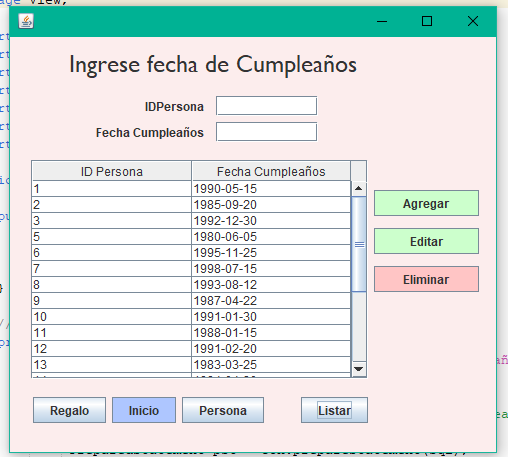 Ingrese fecha de Cumpleaños
IDPersona
Fecha Cumpleaños
ID Persona Fecha Cumpleaños
1 1990-05-15
2 1985-09-20
3 1992-12-30
5 1980-06-05
6 1995-11-25
7 1998-07-15
8 1993-08-12
9 1987-04-22
10 1991-01-30
11 1988-01-15
12 1991-02-20
13 1983-03-25
Agregar
Editar
Eliminar
Regalo Inicio Persona Listar